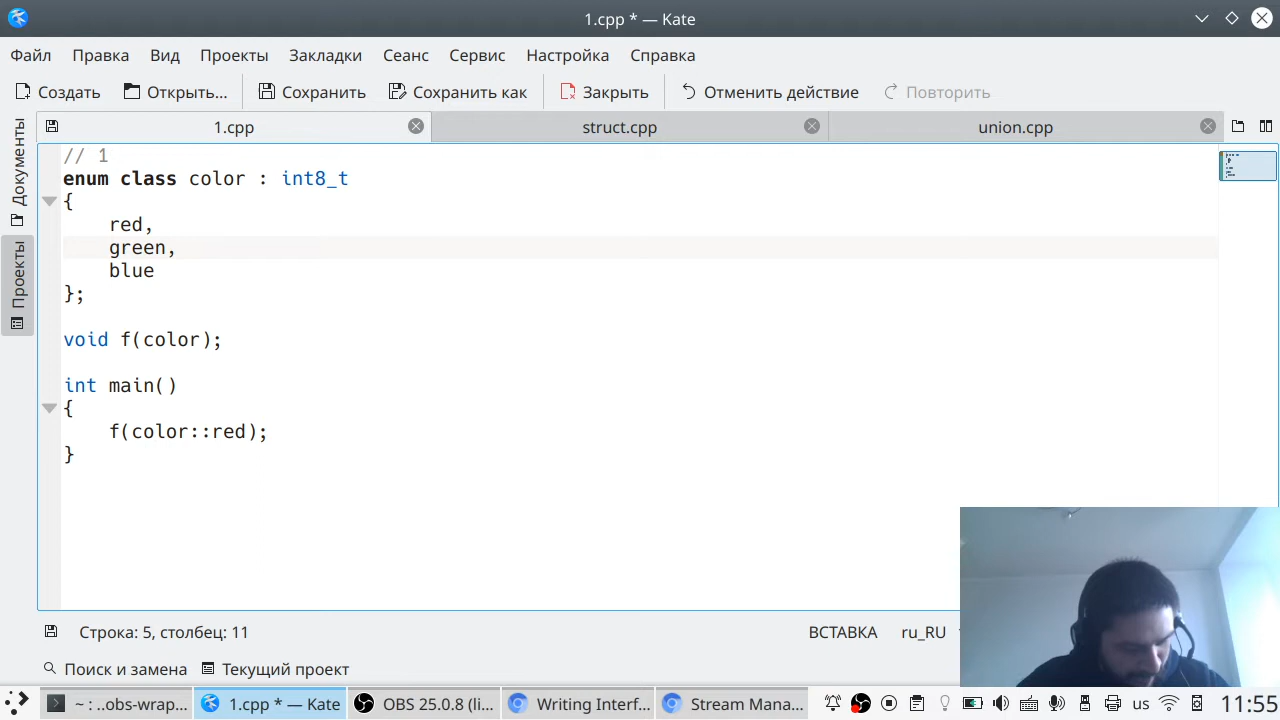 1.cpp * — Kate
Файл Правка Вид Проекты Закладки Сеанс Сервис Настройка Справка
Создать Открыть... Сохранить Сохранить как Закрыть Отменить действие Повторить
1.cpp struct.cpp union.cpp
Документы
Проекты
// 1
enum class color : int8_t
{
    red,
    green,
    blue
};
void f(color);
int main()
{
    f(color::red);
}
Строка: 5, столбец: 11 ВСТАВКА ru_RU
Поиск и замена Текущий проект
~ : ..obs-wrap... 1.cpp * — Kate OBS 25.0.8 (li... Writing Interf... Stream Mana... us 11:55